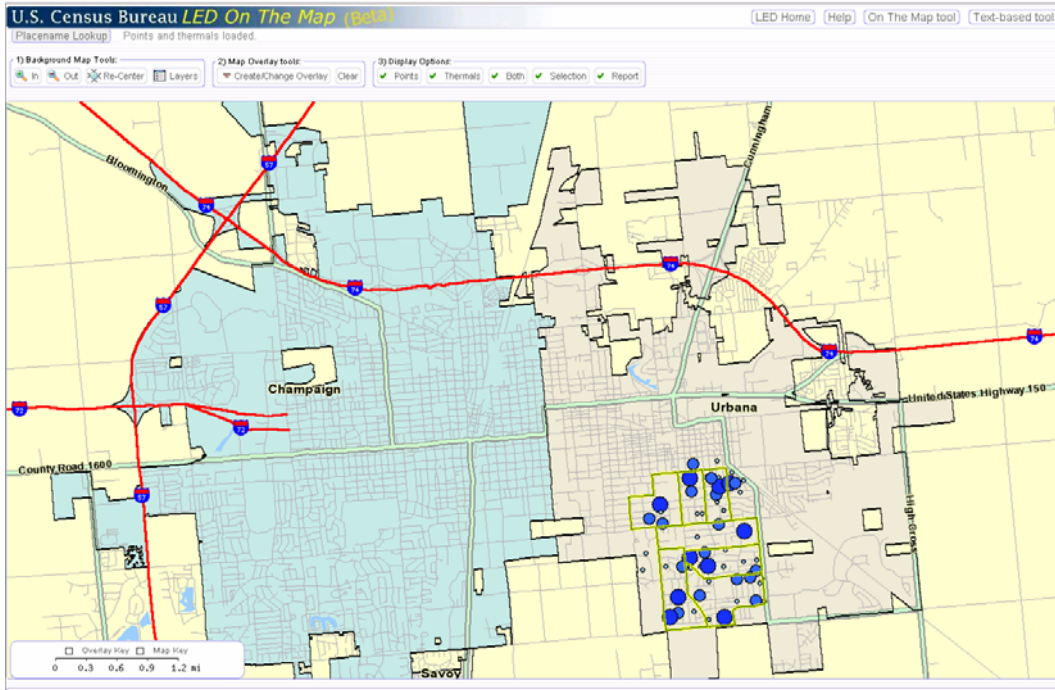 U.S. Census Bureau LED On The Map (Beta)
LED Home Help On The Map tool Text-based tool
Placename Lookup Points and thermals loaded.
1) Background Map Tools: 2) Map Overlay tools: 3) Display Options:
In Out Re-Center Layers Create/Change Overlay Clear Points Thermals Both Selection Report
Cunningham
Bloomington
57
74
74
57
74
74
74
Champaign
United States Highway 150
72
Urbana
72
County Road 1600
57
High Cross
Overlay Key Map Key
0 0.3 0.6 0.9 1.2 mi
Savoy